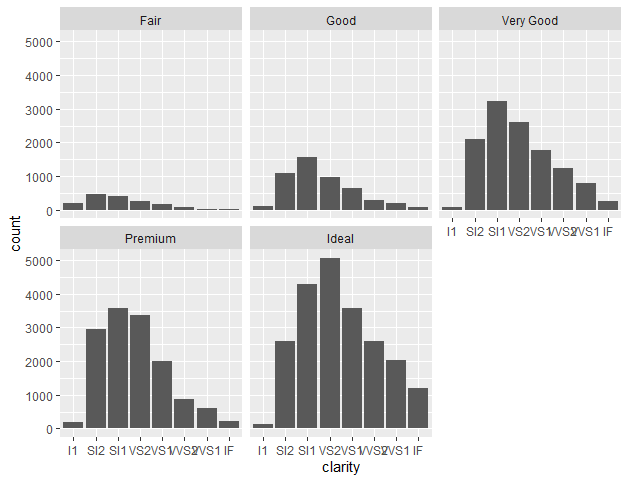 Fair Good Very Good
5000
4000
3000
2000
1000
0
I1 SI2 SI1 VS2 VS1 VVS2 VVS1 IF
Premium Ideal
5000
4000
3000
2000
1000
0
I1 SI2 SI1 VS2 VS1 VVS2 VVS1 IF I1 SI2 SI1 VS2 VS1 VVS2 VVS1 IF
count
clarity